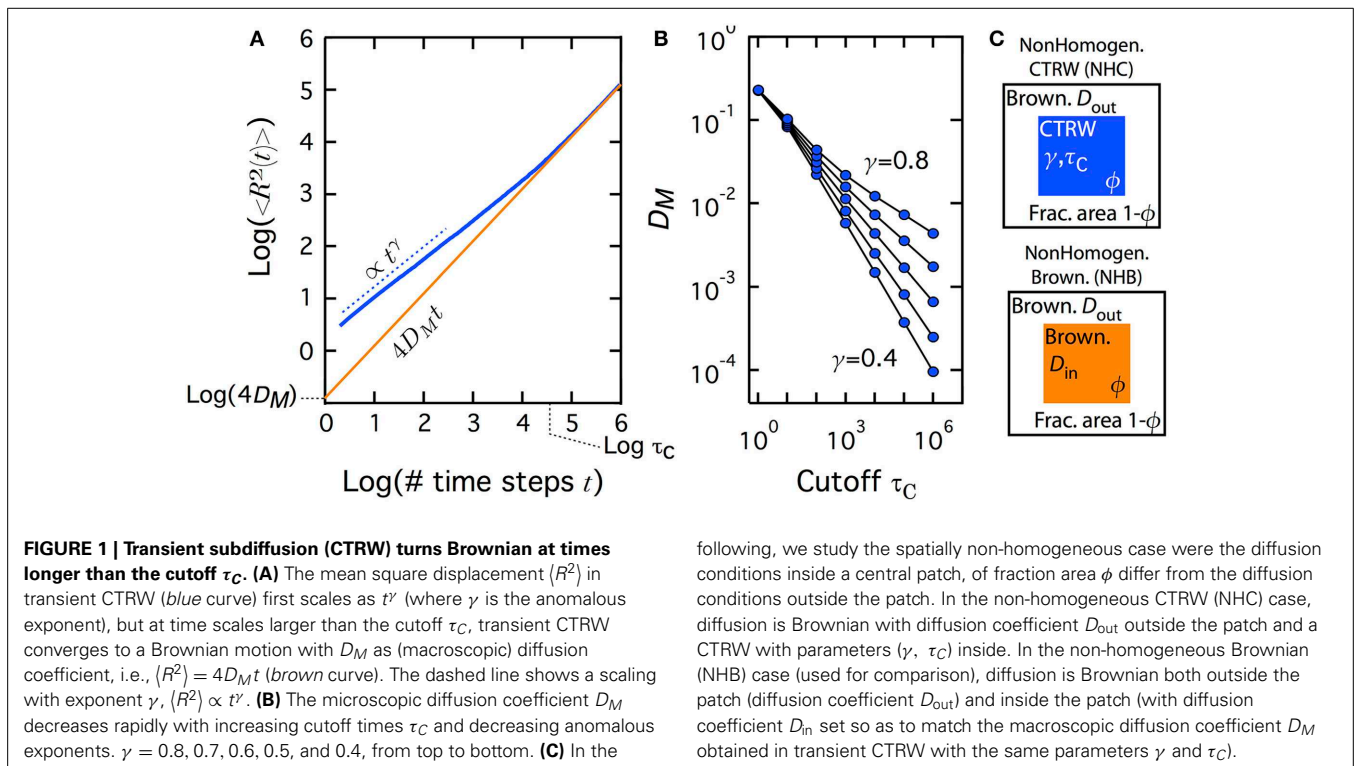 A
6
5
4
3
2
1
0
Log(<R²(t)>)
∝ t^γ
4D_M t
Log(4D_M)
0 1 2 3 4 5 6
Log τ_C
Log(# time steps t)
B
10^0
10^-1
10^-2
10^-3
10^-4
D_M
γ=0.8
γ=0.4
10^0 10^3 10^6
Cutoff τ_C
C
NonHomogen.
CTRW (NHC)
Brown. D_out
CTRW
γ,τ_C
ϕ
Frac. area 1-ϕ
NonHomogen.
Brown. (NHB)
Brown. D_out
Brown.
D_in
ϕ
Frac. area 1-ϕ
FIGURE 1 | Transient subdiffusion (CTRW) turns Brownian at times
longer than the cutoff τ_C. (A) The mean square displacement ⟨R²⟩ in
transient CTRW (blue curve) first scales as t^γ (where γ is the anomalous
exponent), but at time scales larger than the cutoff τ_C, transient CTRW
converges to a Brownian motion with D_M as (macroscopic) diffusion
coefficient, i.e., ⟨R²⟩ = 4D_M t (brown curve). The dashed line shows a scaling
with exponent γ, ⟨R²⟩ ∝ t^γ. (B) The microscopic diffusion coefficient D_M
decreases rapidly with increasing cutoff times τ_C and decreasing anomalous
exponents. γ = 0.8, 0.7, 0.6, 0.5, and 0.4, from top to bottom. (C) In the
following, we study the spatially non-homogeneous case were the diffusion
conditions inside a central patch, of fraction area ϕ differ from the diffusion
conditions outside the patch. In the non-homogeneous CTRW (NHC) case,
diffusion is Brownian with diffusion coefficient D_out outside the patch and a
CTRW with parameters (γ, τ_C) inside. In the non-homogeneous Brownian
(NHB) case (used for comparison), diffusion is Brownian both outside the
patch (diffusion coefficient D_out) and inside the patch (with diffusion
coefficient D_in set so as to match the macroscopic diffusion coefficient D_M
obtained in transient CTRW with the same parameters γ and τ_C).